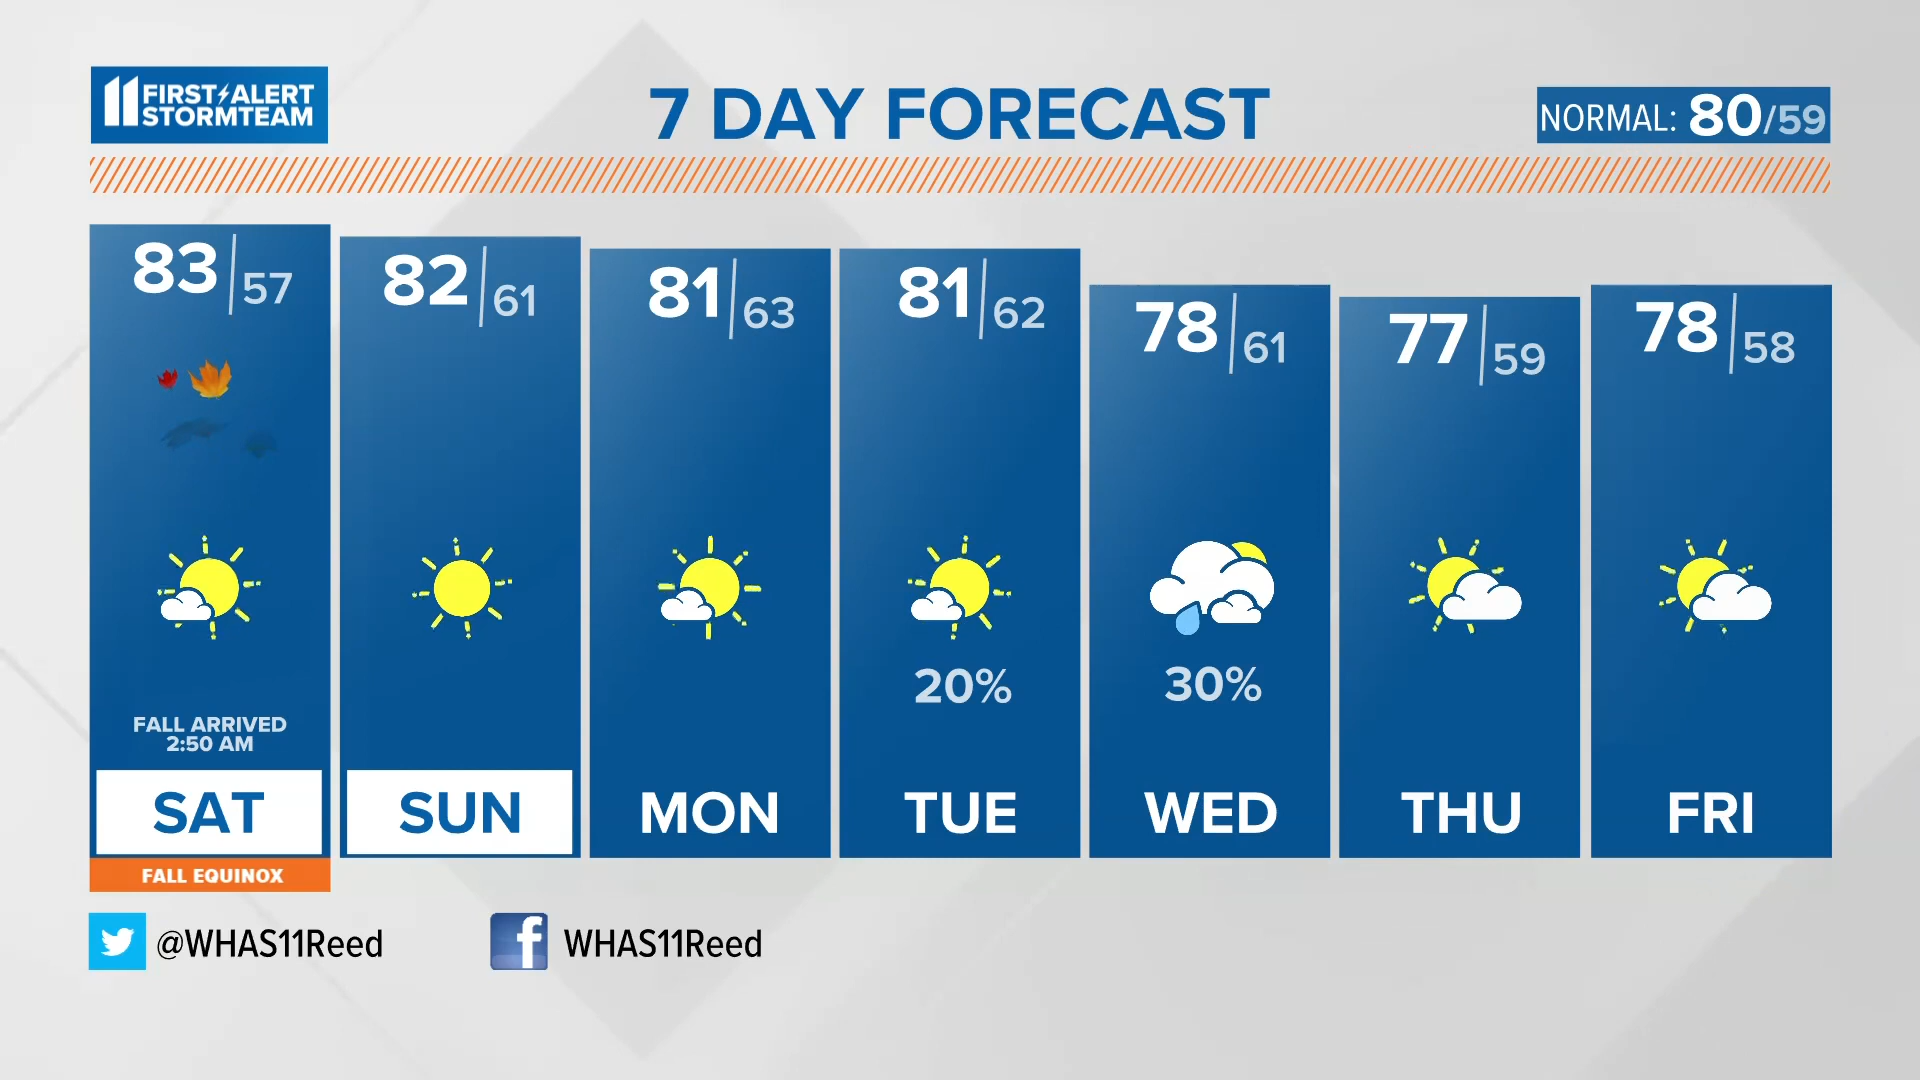 11 FIRST ALERT
STORMTEAM
7 DAY FORECAST
NORMAL: 80/59
83/57
82/61
81/63
81/62
78/61
77/59
78/58
20%
30%
FALL ARRIVED
2:50 AM
SAT
SUN
MON
TUE
WED
THU
FRI
FALL EQUINOX
@WHAS11Reed
f WHAS11Reed